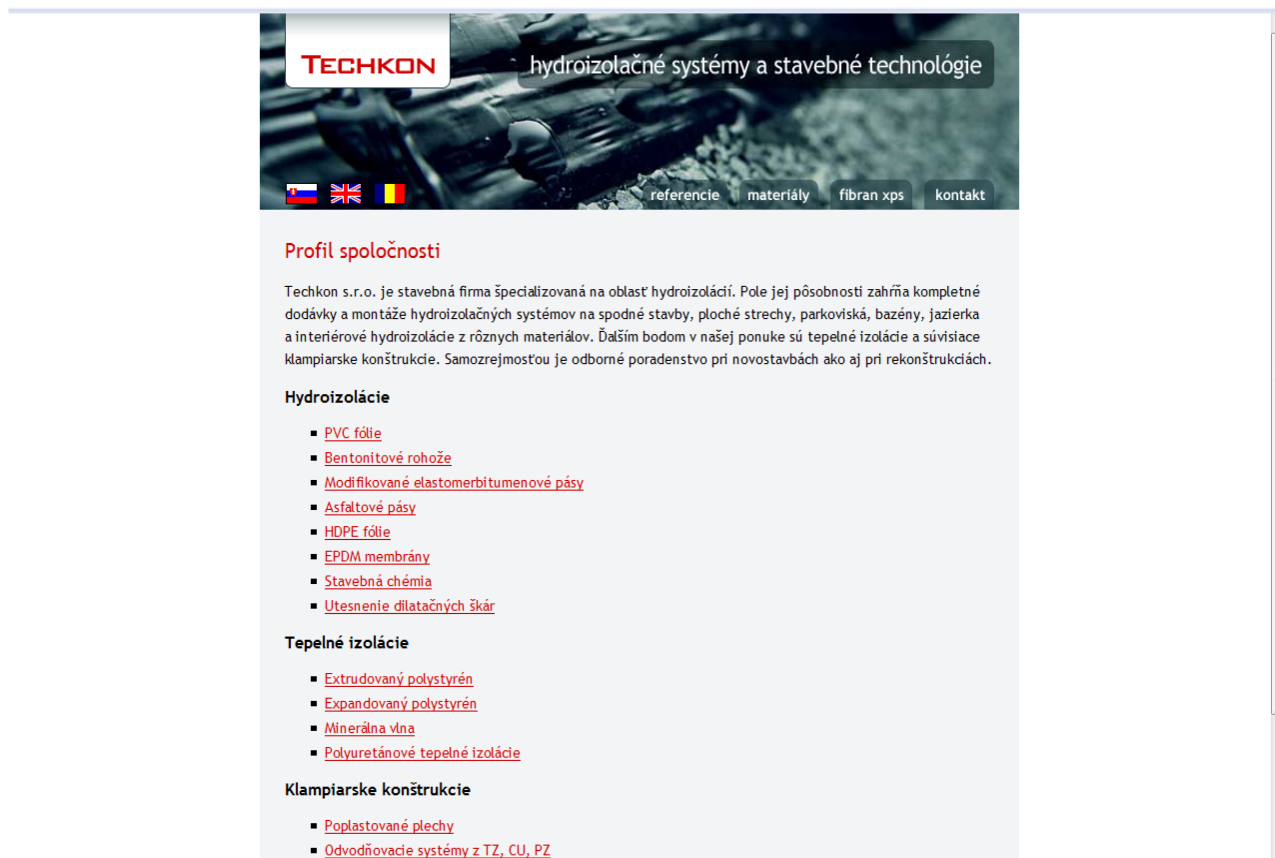 TECHKON
hydroizolačné systémy a stavebné technológie
referencie materiály fibran xps kontakt
Profil spoločnosti
Techkon s.r.o. je stavebná firma špecializovaná na oblasť hydroizolácií. Pole jej pôsobnosti zahŕňa kompletné
dodávky a montáže hydroizolačných systémov na spodné stavby, ploché strechy, parkoviská, bazény, jazierka
a interiérové hydroizolácie z rôznych materiálov. Ďalším bodom v našej ponuke sú tepelné izolácie a súvisiace
klampiarske konštrukcie. Samozrejmosťou je odborné poradenstvo pri novostavbách ako aj pri rekonštrukciách.
Hydroizolácie
PVC fólie
Bentonitové rohože
Modifikované elastomerbitumenové pásy
Asfaltové pásy
HDPE fólie
EPDM membrány
Stavebná chémia
Utesnenie dilatačných škár
Tepelné izolácie
Extrudovaný polystyrén
Expandovaný polystyrén
Minerálna vlna
Polyuretánové tepelné izolácie
Klampiarske konštrukcie
Poplastované plechy
Odvodňovacie systémy z TZ, CU, PZ